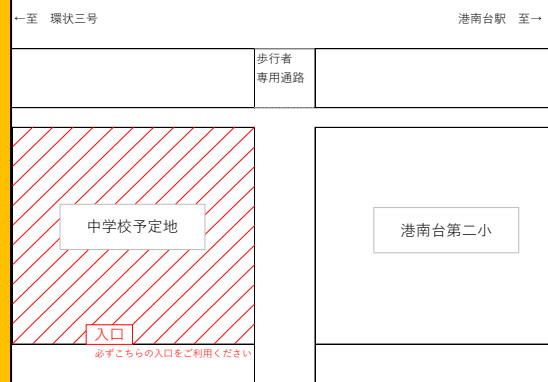 ←至　環状三号
港南台駅　至→
歩行者
専用通路
中学校予定地
港南台第二小
入口
必ずこちらの入口をご利用ください